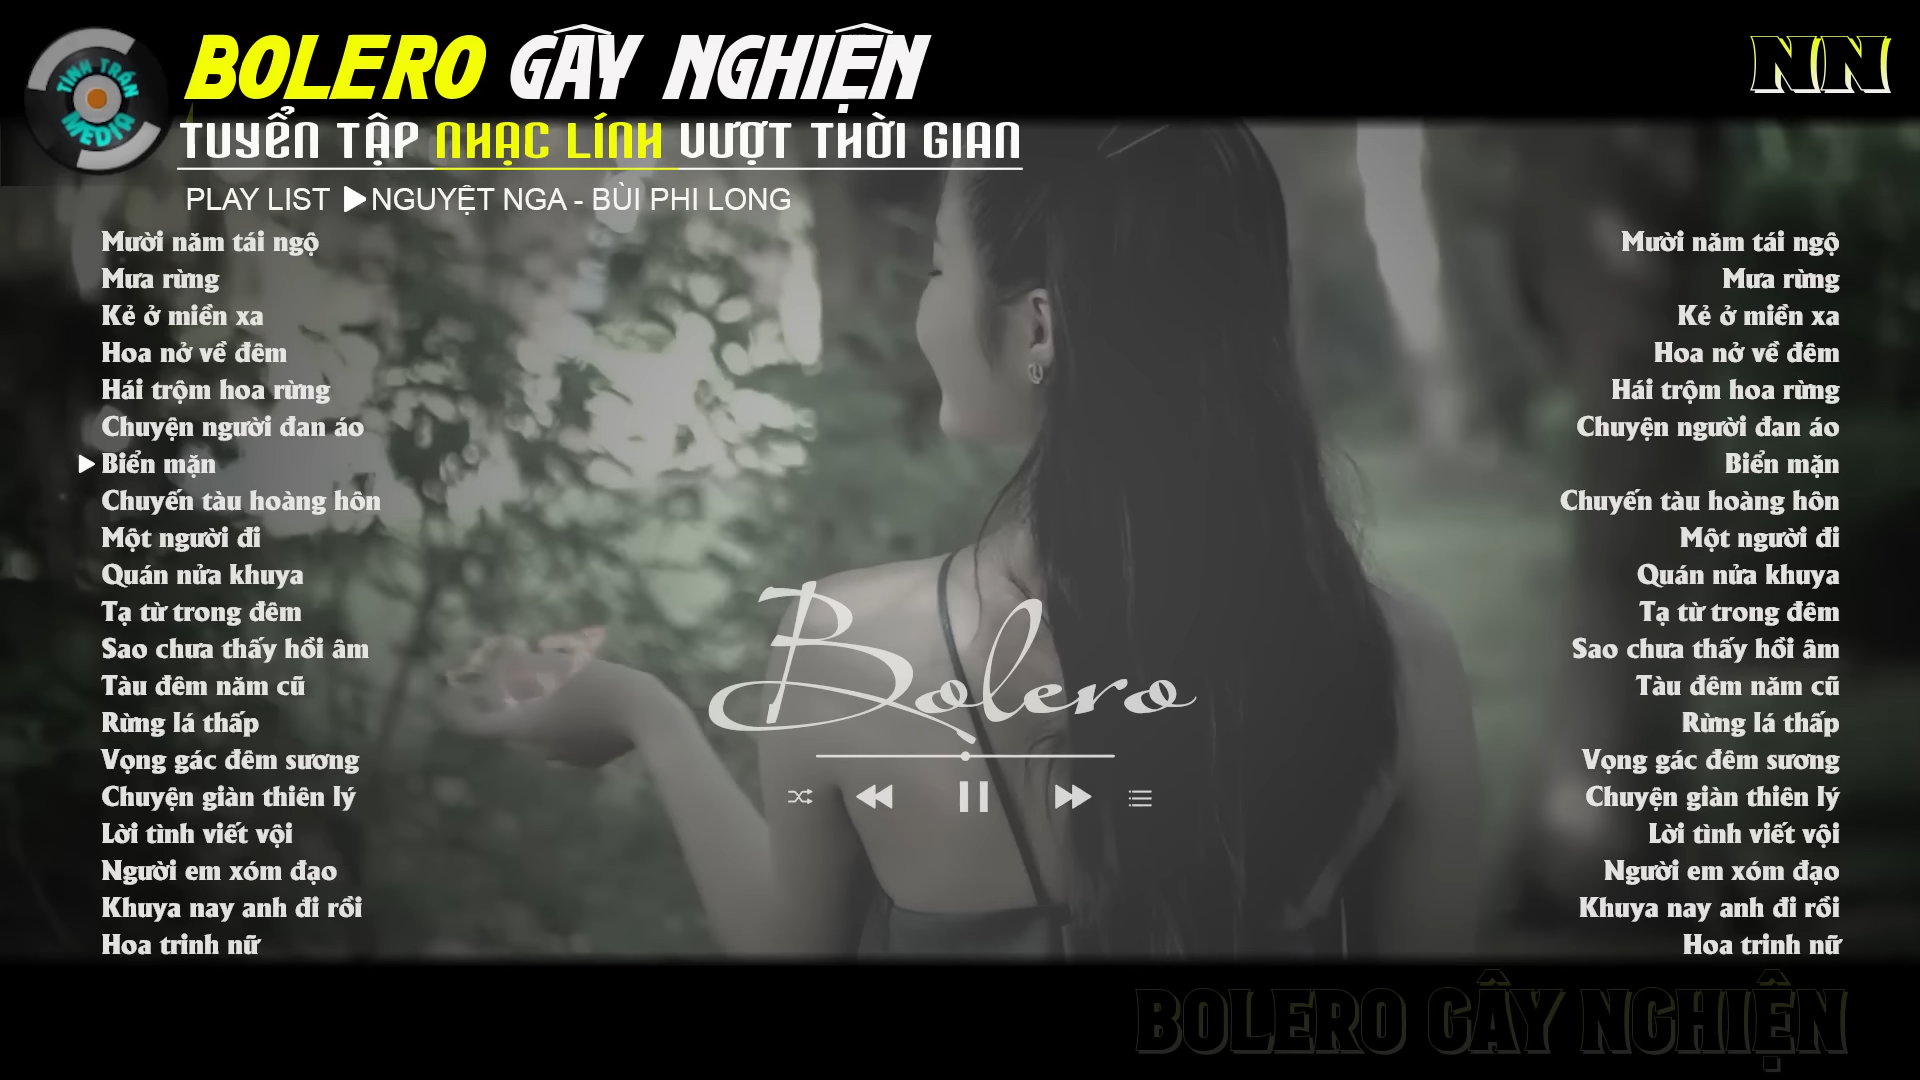 TÌNH TRẦN
MEDIA
BOLERO GÂY NGHIỆN
NN
TUYỂN TẬP NHẠC LÍNH VƯỢT THỜI GIAN
PLAY LIST NGUYỆT NGA - BÙI PHI LONG
Mười năm tái ngộ
Mưa rừng
Kẻ ở miền xa
Hoa nở về đêm
Hái trộm hoa rừng
Chuyện người đan áo
Biển mặn
Chuyến tàu hoàng hôn
Một người đi
Quán nửa khuya
Tạ từ trong đêm
Sao chưa thấy hồi âm
Tàu đêm năm cũ
Rừng lá thấp
Vọng gác đêm sương
Chuyện giàn thiên lý
Lời tình viết vội
Người em xóm đạo
Khuya nay anh đi rồi
Hoa trinh nữ
Bolero
Mười năm tái ngộ
Mưa rừng
Kẻ ở miền xa
Hoa nở về đêm
Hái trộm hoa rừng
Chuyện người đan áo
Biển mặn
Chuyến tàu hoàng hôn
Một người đi
Quán nửa khuya
Tạ từ trong đêm
Sao chưa thấy hồi âm
Tàu đêm năm cũ
Rừng lá thấp
Vọng gác đêm sương
Chuyện giàn thiên lý
Lời tình viết vội
Người em xóm đạo
Khuya nay anh đi rồi
Hoa trinh nữ
BOLERO GÂY NGHIỆN